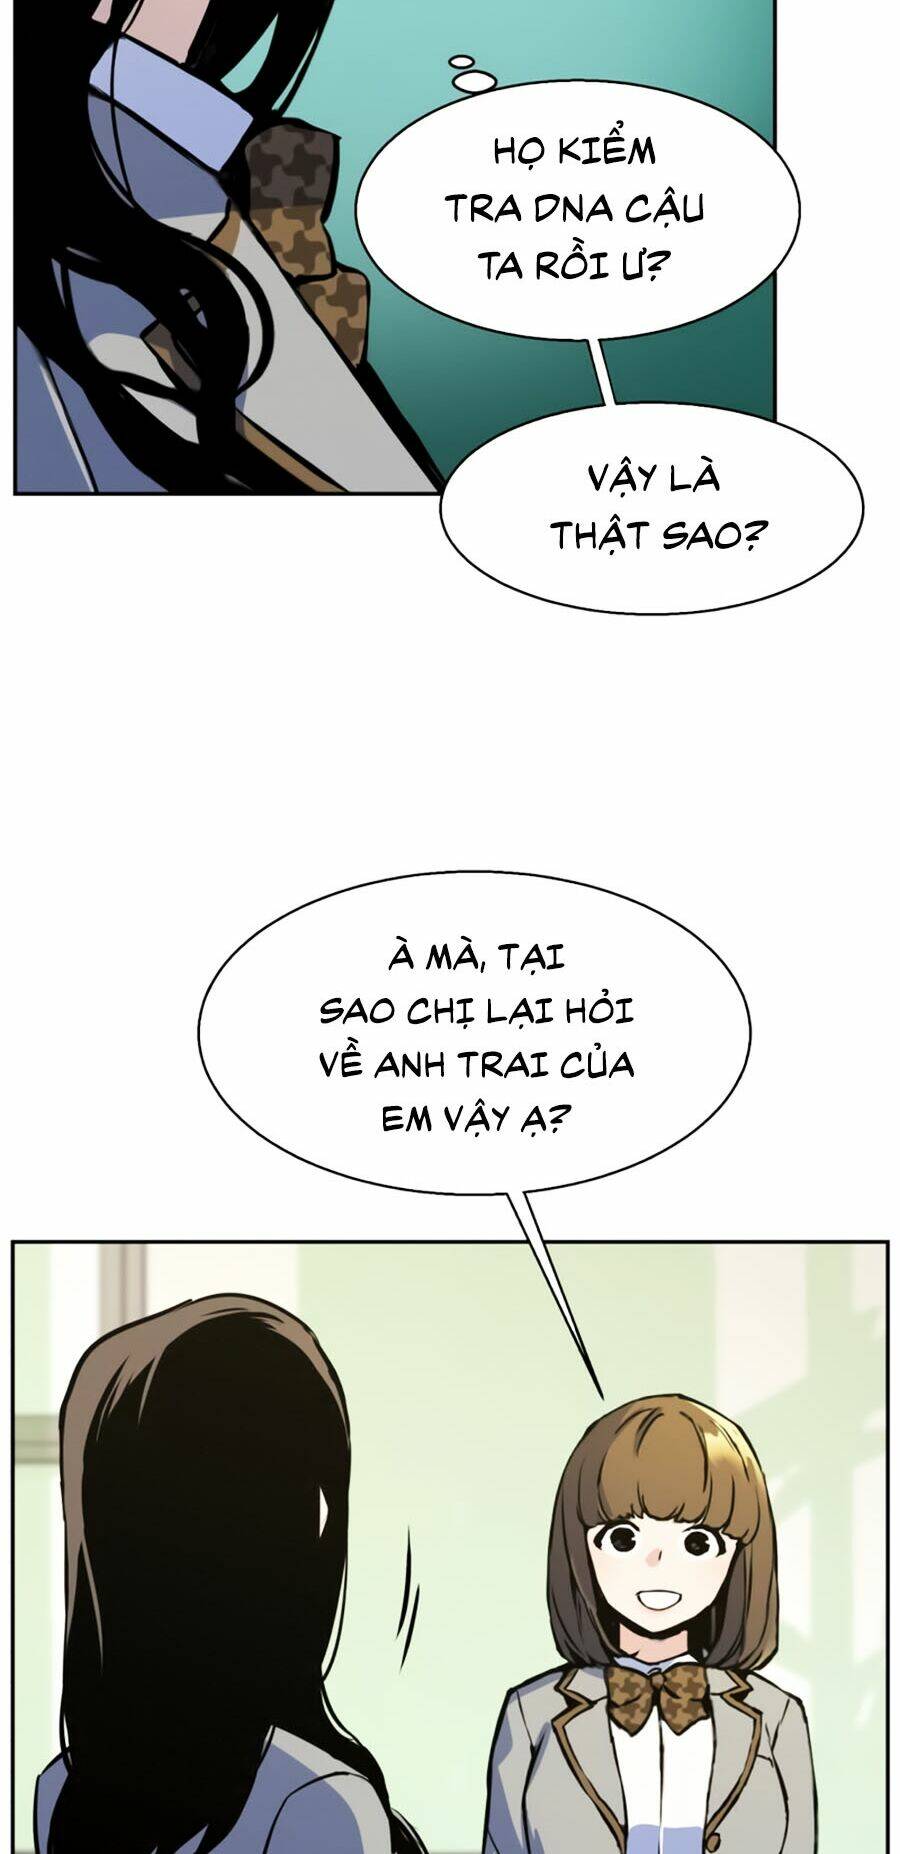 HỌ KIỂM
TRA DNA CẬU
TA RỒI Ư?
VẬY LÀ
THẬT SAO?
À MÀ, TẠI
SAO CHỊ LẠI HỎI
VỀ ANH TRAI CỦA
EM VẬY Ạ?